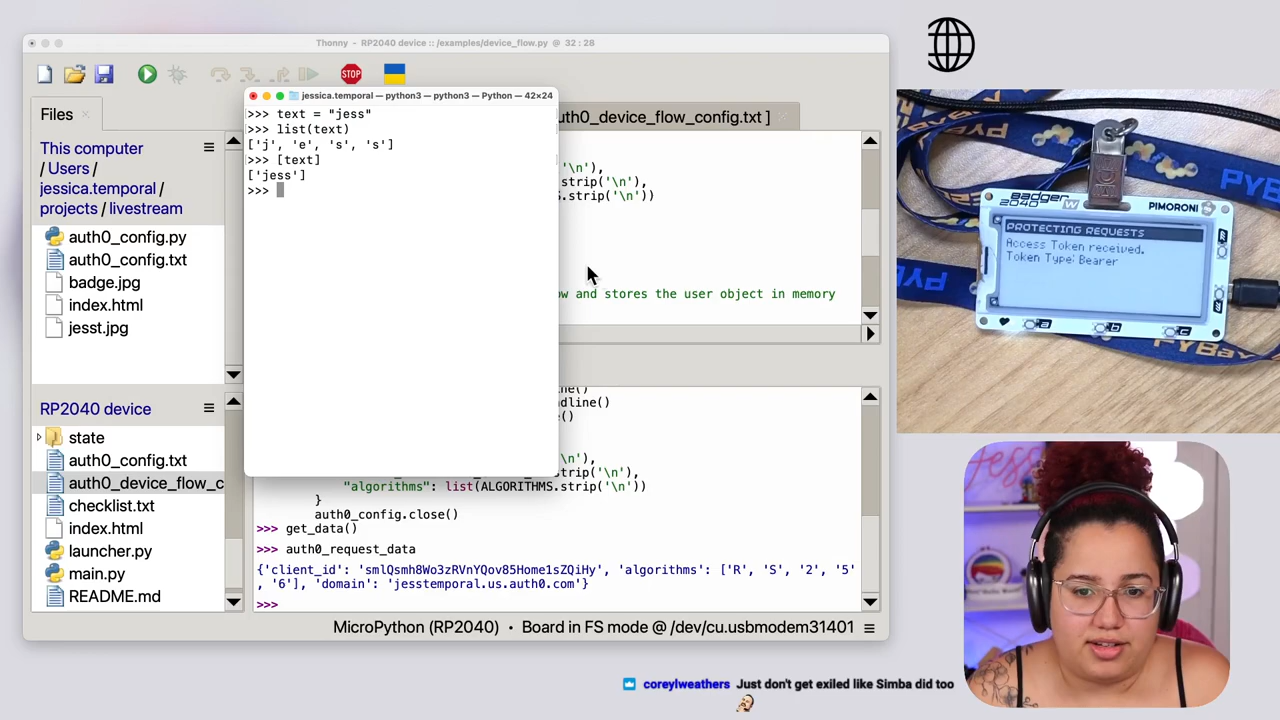 Thonny - RP2040 device :: /examples/device_flow.py @ 32 : 28
STOP
Files
This computer
/ Users /
jessica.temporal /
projects / livestream
auth0_config.py
auth0_config.txt
badge.jpg
index.html
jesst.jpg
RP2040 device
state
auth0_config.txt
auth0_device_flow_c
checklist.txt
index.html
launcher.py
main.py
README.md
jessica.temporal — python3 — python3 — Python — 42×24
>>> text = "jess"
>>> list(text)
['j', 'e', 's', 's']
>>> [text]
['jess']
>>>
uth0_device_flow_config.txt ]
'\n'),
strip('\n'),
.strip('\n'))
ow and stores the user object in memory
dline()
()
\n'),
strip('\n'),
"algorithms": list(ALGORITHMS.strip('\n'))
}
auth0_config.close()
>>> get_data()
>>> auth0_request_data
{'client_id': 'smlQsmh8Wo3zRVnYQov85Home1sZQiHy', 'algorithms': ['R', 'S', '2', '5'
, '6'], 'domain': 'jesstemporal.us.auth0.com'}
>>>
MicroPython (RP2040) • Board in FS mode @ /dev/cu.usbmodem31401
PYBA
Badger
2040 W
PIMORONI
PROTECTING REQUESTS
Access Token received.
Token Type: Bearer
a
b
c
PYBay
coreylweathers Just don't get exiled like Simba did too